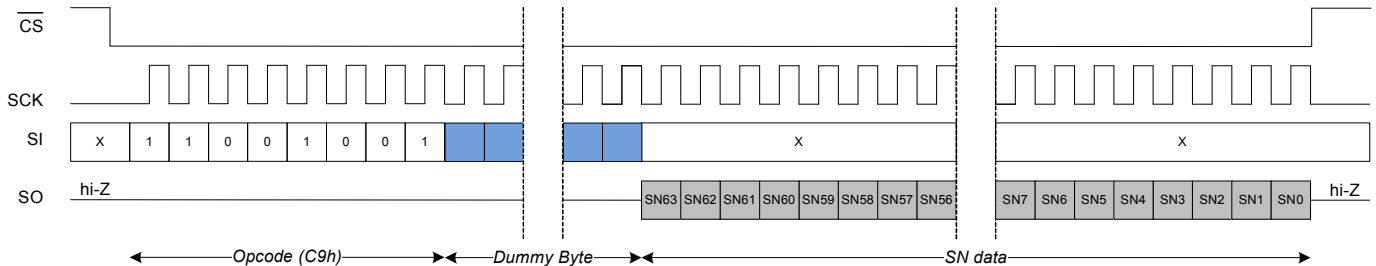 CS
SCK
SI X 1 1 0 0 1 0 0 1 X X
SO hi-Z SN63 SN62 SN61 SN60 SN59 SN58 SN57 SN56 SN7 SN6 SN5 SN4 SN3 SN2 SN1 SN0 hi-Z
Opcode (C9h) Dummy Byte SN data